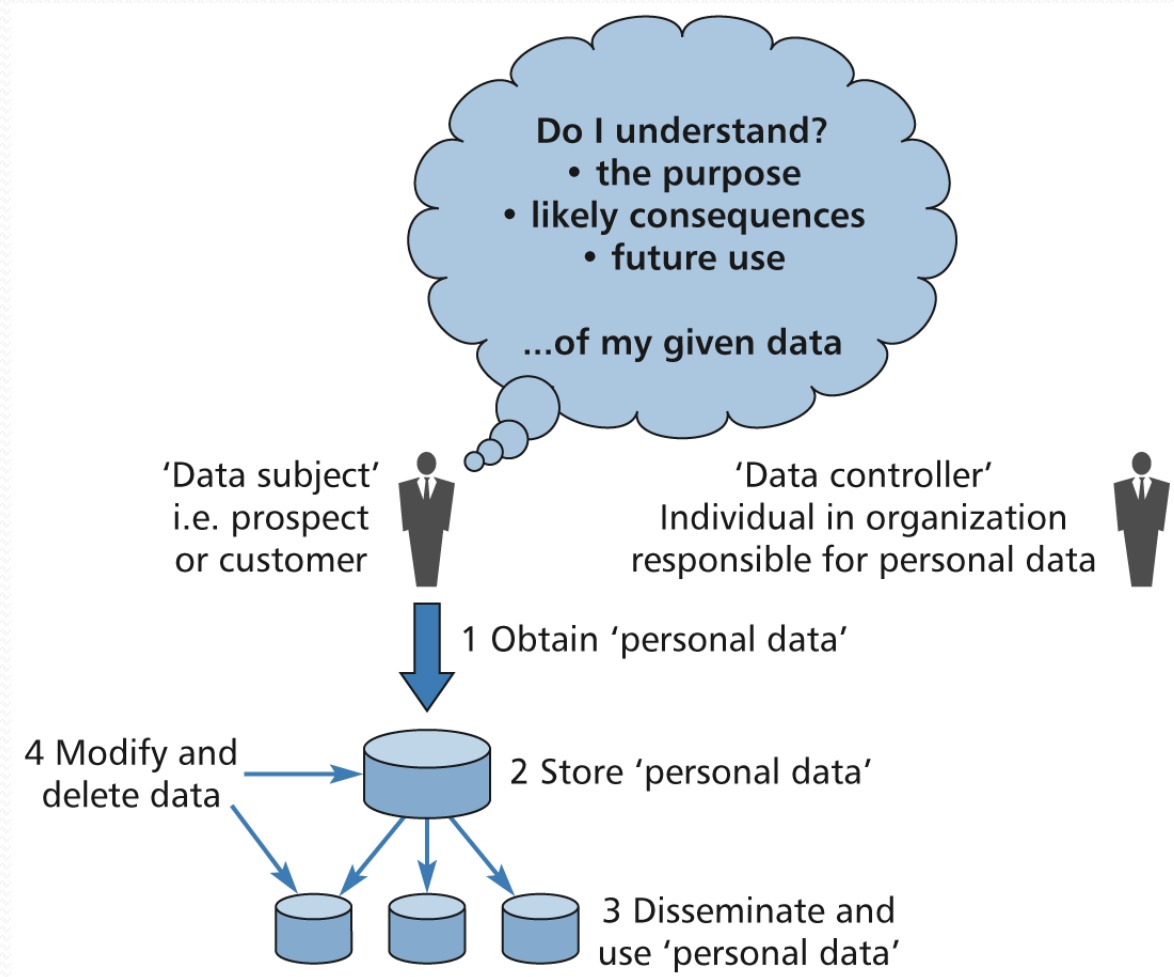 Do I understand?
• the purpose
• likely consequences
• future use
...of my given data
‘Data subject’
i.e. prospect
or customer
‘Data controller’
Individual in organization
responsible for personal data
1 Obtain ‘personal data’
4 Modify and
delete data
2 Store ‘personal data’
3 Disseminate and
use ‘personal data’